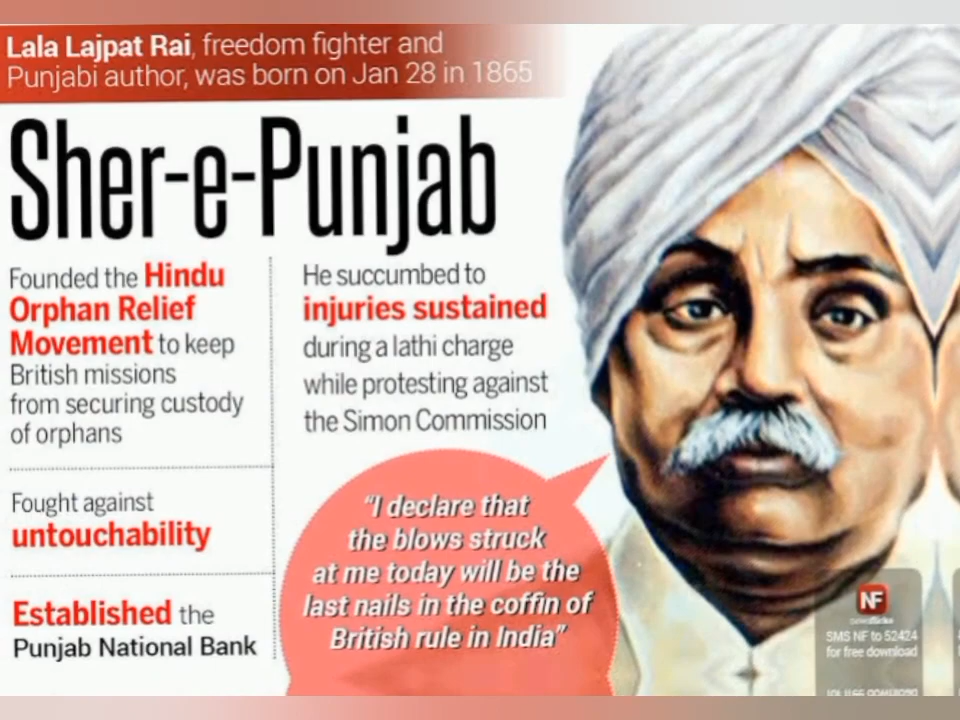 Lala Lajpat Rai, freedom fighter and
Punjabi author, was born on Jan 28 in 1865
Sher-e-Punjab
Founded the Hindu
Orphan Relief
Movement to keep
British missions
from securing custody
of orphans
Fought against
untouchability
Established the
Punjab National Bank
He succumbed to
injuries sustained
during a lathi charge
while protesting against
the Simon Commission
"I declare that
the blows struck
at me today will be the
last nails in the coffin of
British rule in India"
NF
newsflicks
SMS NF to 52424
for free download